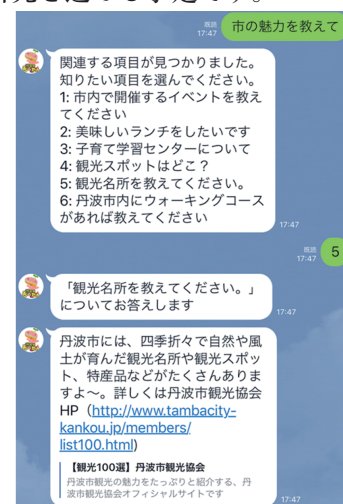 市の魅力を教えて
既読
17:47
関連する項目が見つかりました。
知りたい項目を選んでください。
1: 市内で開催するイベントを教え
てください
2: 美味しいランチをしたいです
3: 子育て学習センターについて
4: 観光スポットはどこ？
5: 観光名所を教えてください。
6: 丹波市内にウォーキングコース
があれば教えてください
17:47
既読
17:47
5
「観光名所を教えてください。」
についてお答えします
17:47
丹波市には、四季折々で自然や風
土が育んだ観光名所や観光スポッ
ト、特産品などがたくさんありま
すよ〜。詳しくは丹波市観光協会
HP（http://www.tambacity-
kankou.jp/members/
list100.html)
【観光100選】丹波市観光協会
丹波市観光の魅力をたっぷりと紹介する、丹
波市観光協会オフィシャルサイトです
17:47